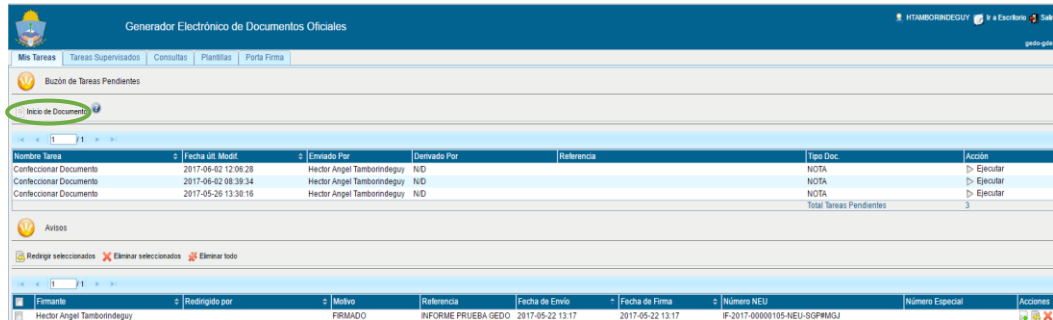 Generador Electrónico de Documentos Oficiales
HTAMBORINDEGUY Ir a Escritorio Salir
gedo-gde
Mis Tareas Tareas Supervisados Consultas Plantillas Porta Firma
Buzón de Tareas Pendientes
Inicio de Documento
1 / 1
Nombre Tarea Fecha últ. Modif. Enviado Por Derivado Por Referencia Tipo Doc. Acción
Confeccionar Documento 2017-06-02 12:06:28 Hector Angel Tamborindeguy N/D NOTA Ejecutar
Confeccionar Documento 2017-06-02 08:39:34 Hector Angel Tamborindeguy N/D NOTA Ejecutar
Confeccionar Documento 2017-05-26 13:30:16 Hector Angel Tamborindeguy N/D NOTA Ejecutar
Total Tareas Pendientes 3
Avisos
Redirigir seleccionados Eliminar seleccionados Eliminar todo
1 / 1
Firmante Redirigido por Motivo Referencia Fecha de Envío Fecha de Firma Número NEU Número Especial Acciones
Hector Angel Tamborindeguy FIRMADO INFORME PRUEBA GEDO 2017-05-22 13:17 2017-05-22 13:17 IF-2017-00000105-NEU-SGP#MGJ